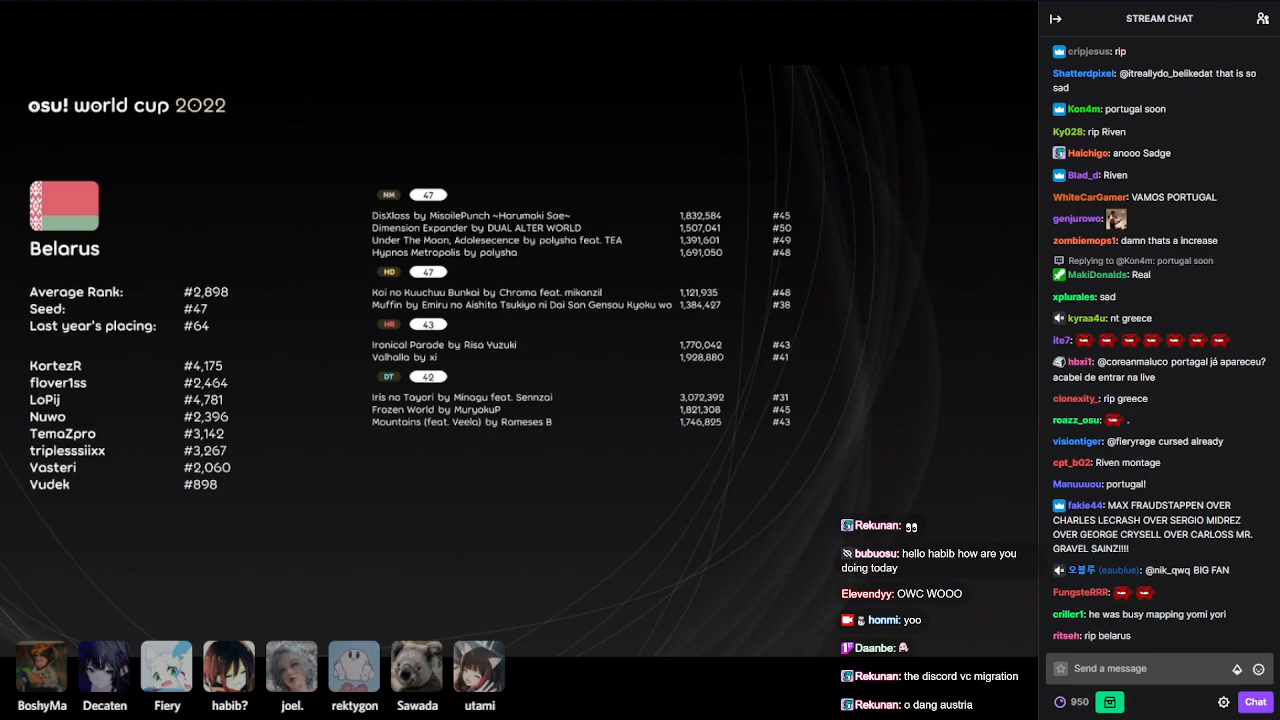 osu! world cup 2022
Belarus
Average Rank: #2,898
Seed: #47
Last year's placing: #64
KortezR #4,175
flover1ss #2,464
LoPij #4,781
Nuwo #2,396
TemaZpro #3,142
triplesssiixx #3,267
Vasteri #2,060
Vudek #898
NM 47
DisXloss by MisoilePunch ~Harumaki Soe~ 1,832,584 #45
Dimension Expander by DUAL ALTER WORLD 1,507,041 #50
Under The Moon, Adolesecence by polysha feat. TEA 1,391,601 #49
Hypnos Metropolis by polysha 1,691,050 #48
HD 47
Koi no Kuuchuu Bunkai by Chroma feat. mikanzil 1,121,935 #48
Muffin by Emiru no Aishita Tsukiyo ni Dai San Gensou Kyoku wo 1,384,427 #38
HR 43
Ironical Parade by Risa Yuzuki 1,770,042 #43
Valhalla by xi 1,928,880 #41
DT 42
Iris no Tayori by Minagu feat. Sennzai 3,072,392 #31
Frozen World by MuryokuP 1,821,308 #45
Mountains (feat. Veela) by Rameses B 1,746,825 #43
Rekunan:
bubuosu: hello habib how are you
doing today
Elevendyy: OWC WOOO
honmi: yoo
Daanbe:
Rekunan: the discord vc migration
Rekunan: o dang austria
BoshyMa
Decaten
Fiery
habib?
joel.
rektygon
Sawada
utami
STREAM CHAT
cripjesus: rip
Shatterdpixel: @itreallydo_belikedat that is so
sad
Kon4m: portugal soon
Ky028: rip Riven
Haichigo: anooo Sadge
Blad_d: Riven
WhiteCarGamer: VAMOS PORTUGAL
genjurowo:
zombiemops1: damn thats a increase
Replying to @Kon4m: portugal soon
MakiDonalds: Real
xplurales: sad
kyraa4u: nt greece
ite7:
hbxi1: @coreanmaluco portagal já apareceu?
acabei de entrar na live
clonexity_: rip greece
roazz_osu: .
visiontiger: @fieryrage cursed already
cpt_b02: Riven montage
Manuuuou: portugal!
fakie44: MAX FRAUDSTAPPEN OVER
CHARLES LECRASH OVER SERGIO MIDREZ
OVER GEORGE CRYSELL OVER CARLOSS MR.
GRAVEL SAINZ!!!!
오블루 (eaublue): @nik_qwq BIG FAN
FungsteRRR:
criller1: he was busy mapping yomi yori
ritseh: rip belarus
Send a message
950
Chat